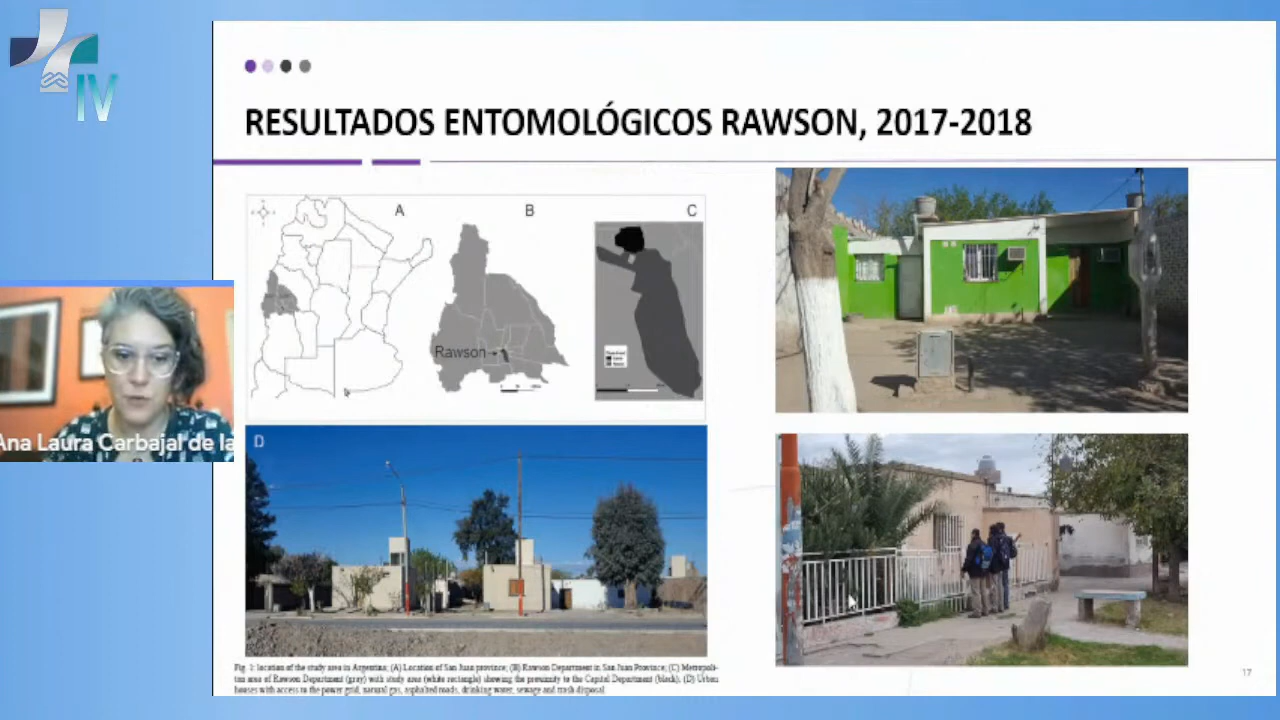 IV
RESULTADOS ENTOMOLÓGICOS RAWSON, 2017-2018
A
B
C
Rawson
D
Ana Laura Carbajal de la
Fig. 1: location of the study area in Argentina; (A) Location of San Juan province; (B) Rawson Department in San Juan Province; (C) Metropoli-
tan area of Rawson Department (gray) with study area (white rectangle) showing the proximity to the Capital Department (black). (D) Urban
houses with access to the power grid, natural gas, asphalted roads, drinking water, sewage and trash disposal.
17